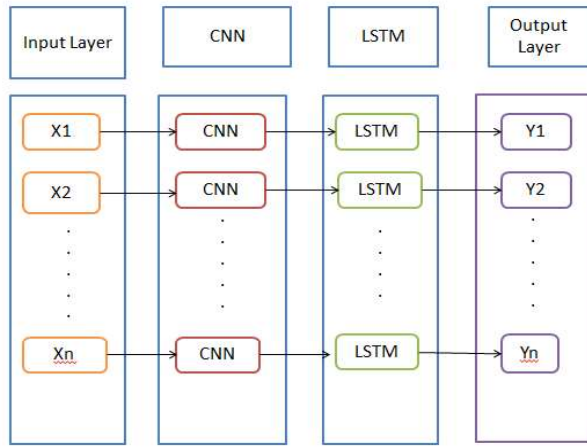 Input Layer
CNN
LSTM
Output
Layer
X1
CNN
LSTM
Y1
X2
CNN
LSTM
Y2
Xn
CNN
LSTM
Yn